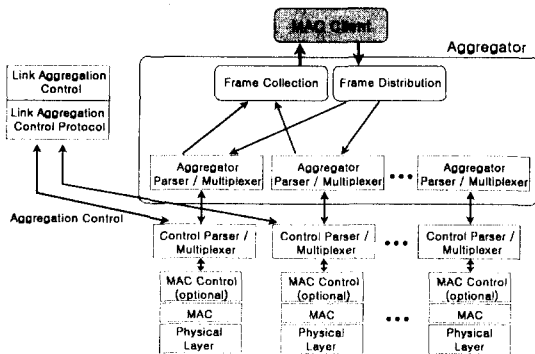 MAC Client
Aggregator
Link Aggregation
Control
Link Aggregation
Control Protocol
Frame Collection
Frame Distribution
Aggregator
Parser / Multiplexer
Aggregator
Parser / Multiplexer
•••
Aggregator
Parser / Multiplexer
Aggregation Control
Control Parser /
Multiplexer
Control Parser /
Multiplexer
•••
Control Parser /
Multiplexer
MAC Control
(optional)
MAC
Physical
Layer
MAC Control
(optional)
MAC
Physical
Layer
•••
MAC Control
(optional)
MAC
Physical
Layer